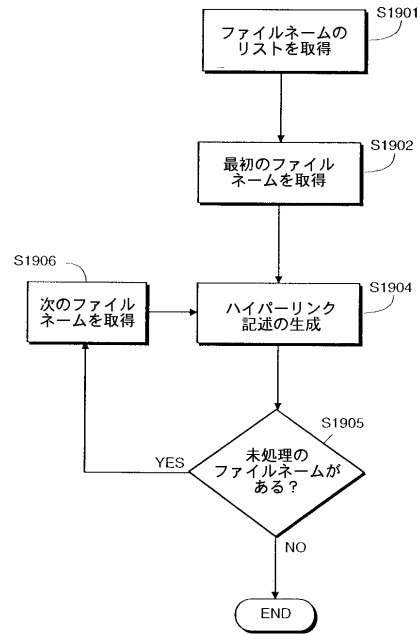 S1901
ファイルネームの
リストを取得
S1902
最初のファイル
ネームを取得
S1906
次のファイル
ネームを取得
S1904
ハイパーリンク
記述の生成
S1905
未処理の
ファイルネームが
ある？
YES
NO
END